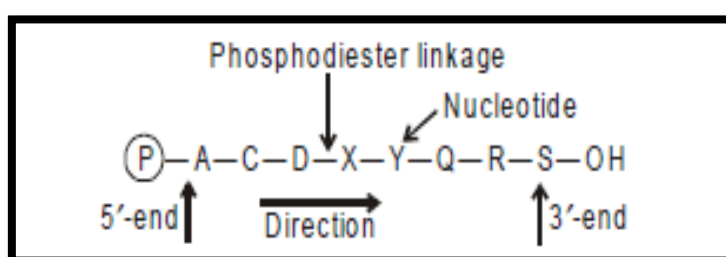 Phosphodiester linkage
Nucleotide
P–A–C–D–X–Y–Q–R–S–OH
5′-end Direction 3′-end